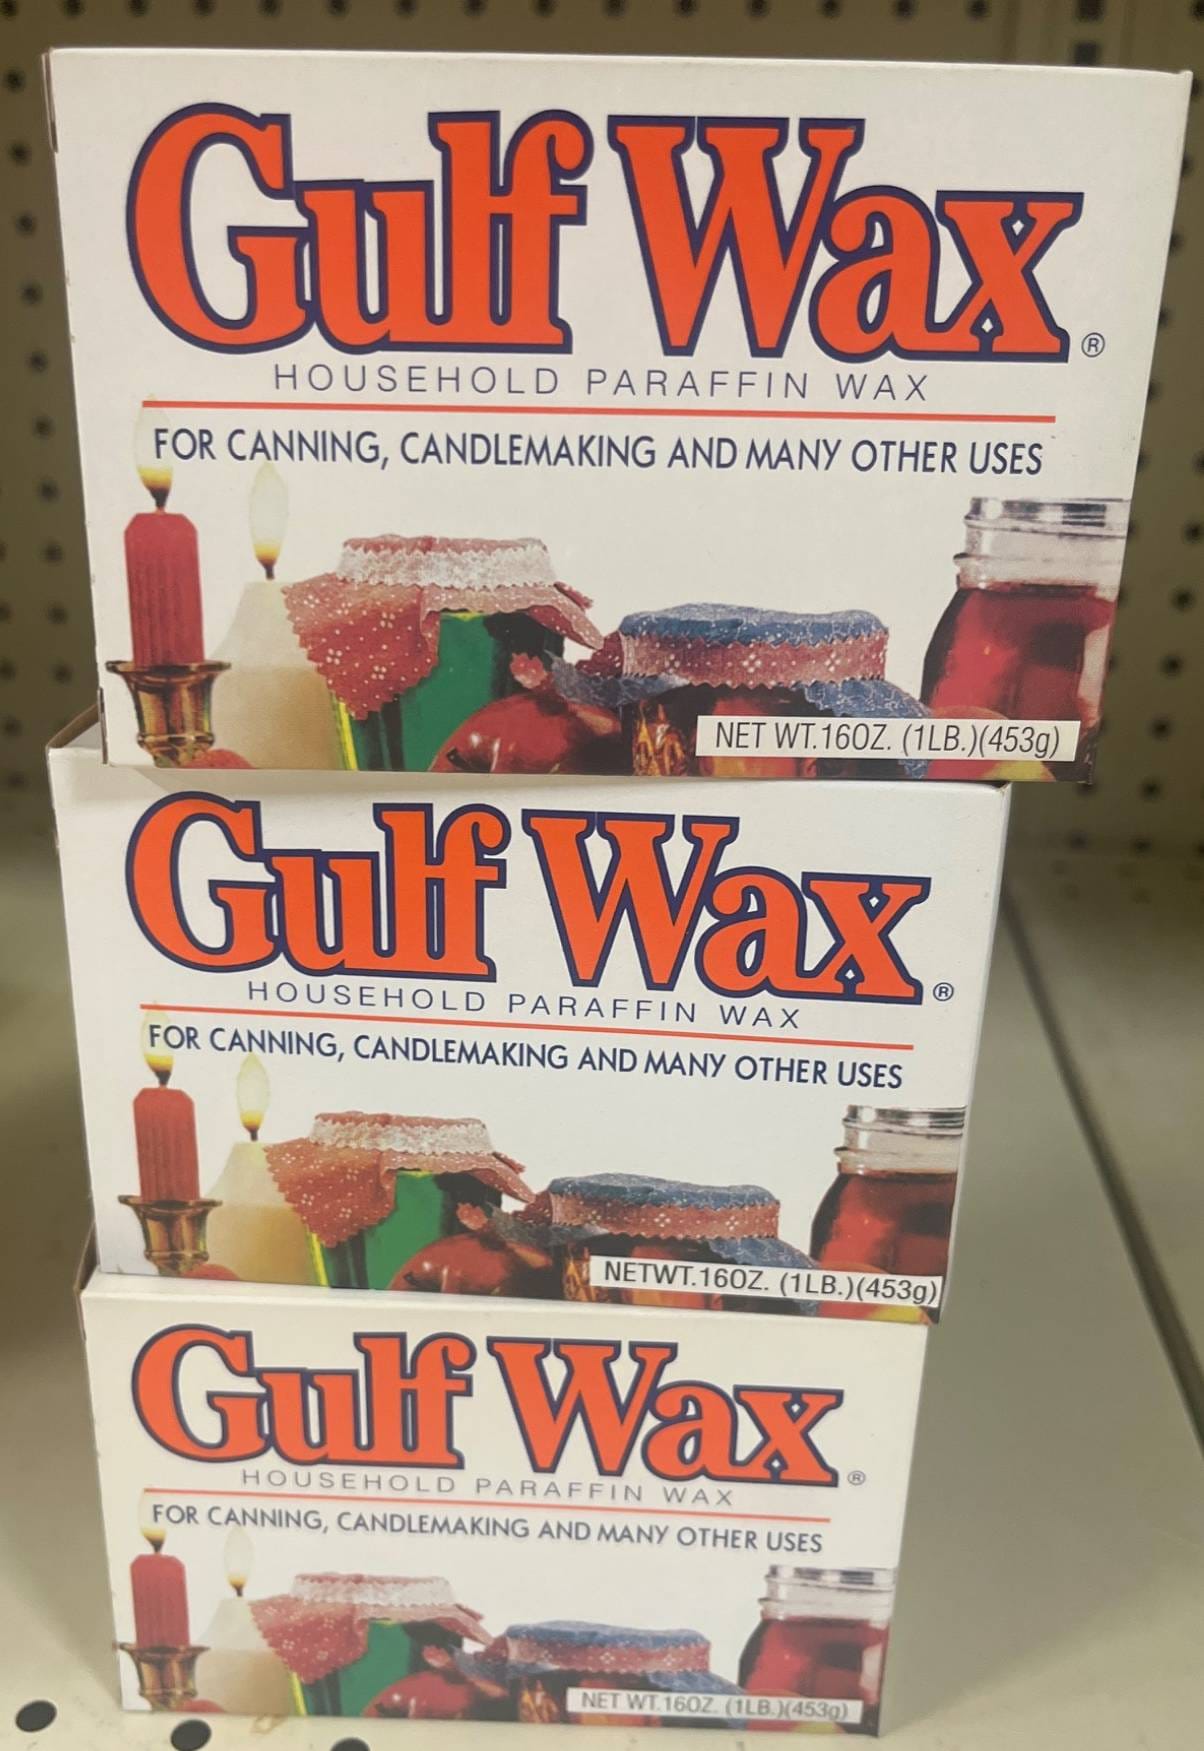 Gulf Wax®
HOUSEHOLD PARAFFIN WAX
FOR CANNING, CANDLEMAKING AND MANY OTHER USES
NET WT.16OZ. (1LB.)(453g)
Gulf Wax®
HOUSEHOLD PARAFFIN WAX
FOR CANNING, CANDLEMAKING AND MANY OTHER USES
NETWT.16OZ. (1LB.)(453g)
Gulf Wax®
HOUSEHOLD PARAFFIN WAX
FOR CANNING, CANDLEMAKING AND MANY OTHER USES
NET WT.16OZ. (1LB.)(453g)